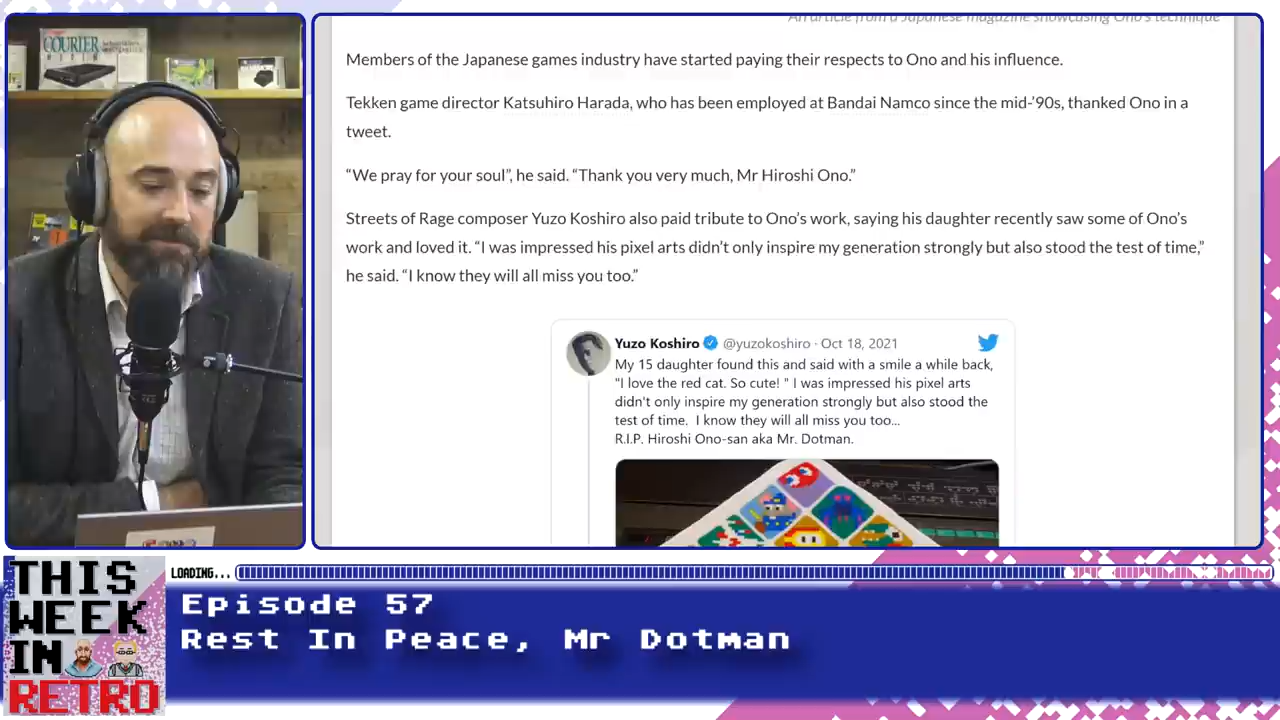 An article from a Japanese magazine showcasing Ono's technique
COURIER
Members of the Japanese games industry have started paying their respects to Ono and his influence.
Tekken game director Katsuhiro Harada, who has been employed at Bandai Namco since the mid-’90s, thanked Ono in a
tweet.
“We pray for your soul”, he said. “Thank you very much, Mr Hiroshi Ono.”
Streets of Rage composer Yuzo Koshiro also paid tribute to Ono’s work, saying his daughter recently saw some of Ono’s
work and loved it. “I was impressed his pixel arts didn’t only inspire my generation strongly but also stood the test of time,”
he said. “I know they will all miss you too.”
Yuzo Koshiro @yuzokoshiro · Oct 18, 2021
My 15 daughter found this and said with a smile a while back,
"I love the red cat. So cute! " I was impressed his pixel arts
didn't only inspire my generation strongly but also stood the
test of time.  I know they will all miss you too...
R.I.P. Hiroshi Ono-san aka Mr. Dotman.
THIS
WEEK
IN
RETRO
LOADING...
Episode 57
Rest In Peace, Mr Dotman